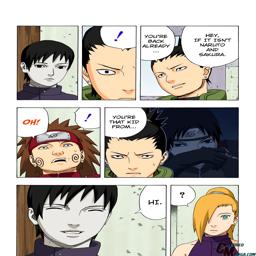 HEY,
IF IT ISN'T
NARUTO
AND
SAKURA.
YOU'RE
BACK
ALREADY
...
!
!
YOU'RE
THAT KID
FROM...
!
OH!
HI.
?